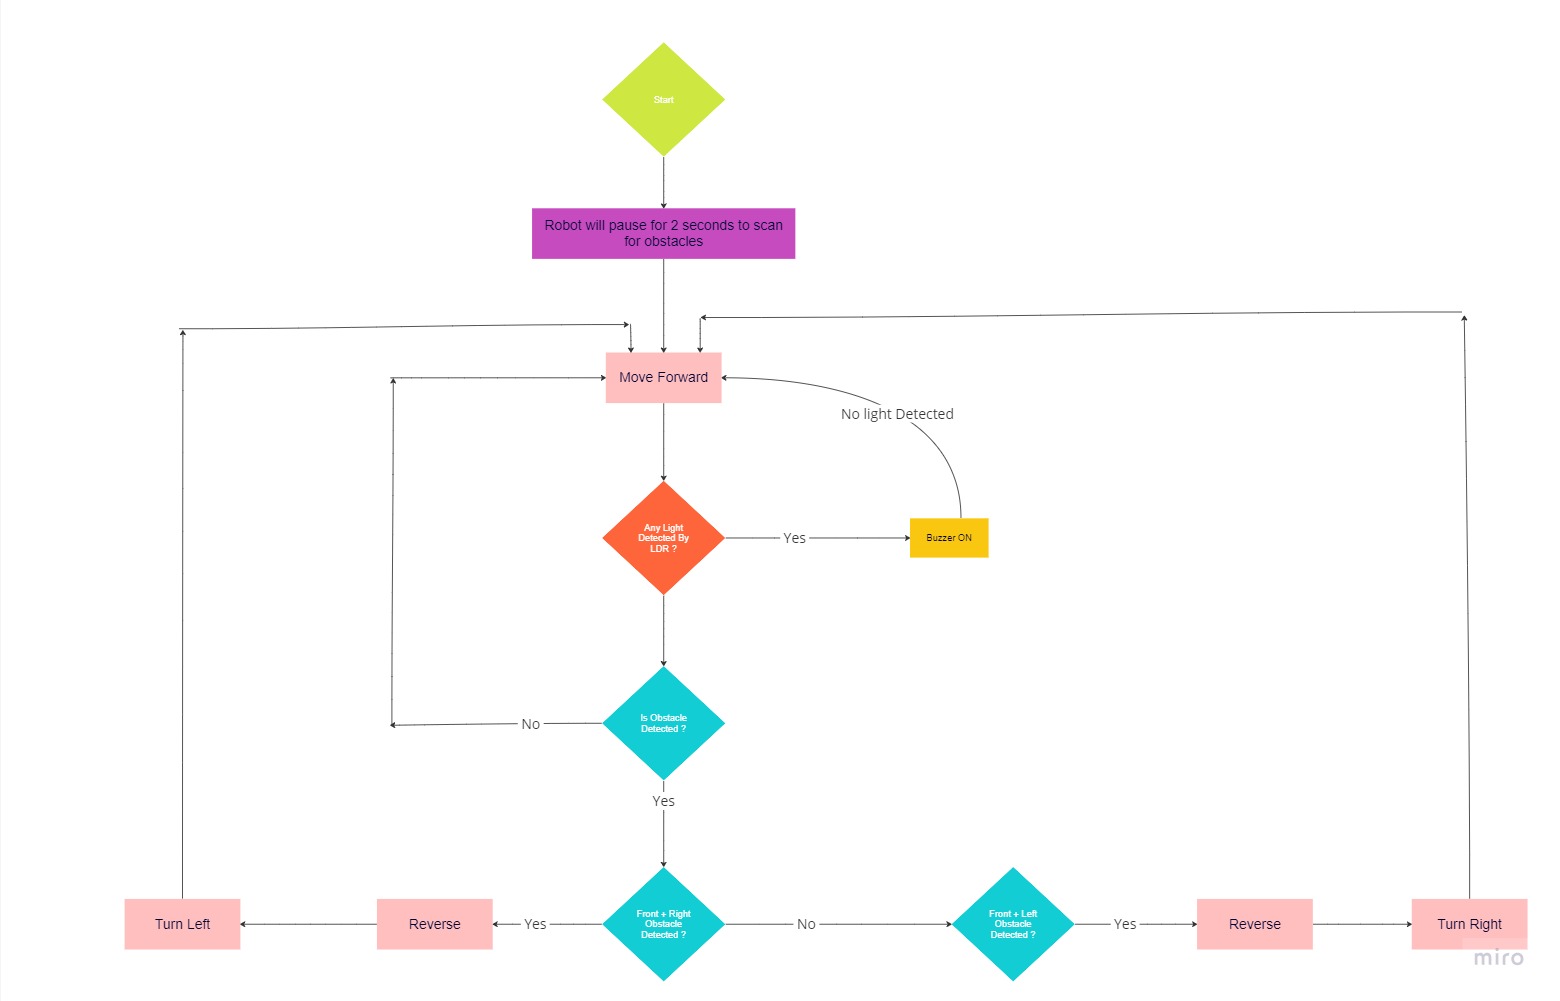 Start
Robot will pause for 2 seconds to scan
for obstacles
Move Forward
No light Detected
Any Light
Detected By
LDR ?
Yes
Buzzer ON
Is Obstacle
Detected ?
No
Yes
Turn Left
Reverse
Yes
Front + Right
Obstacle
Detected ?
No
Front + Left
Obstacle
Detected ?
Yes
Reverse
Turn Right
miro